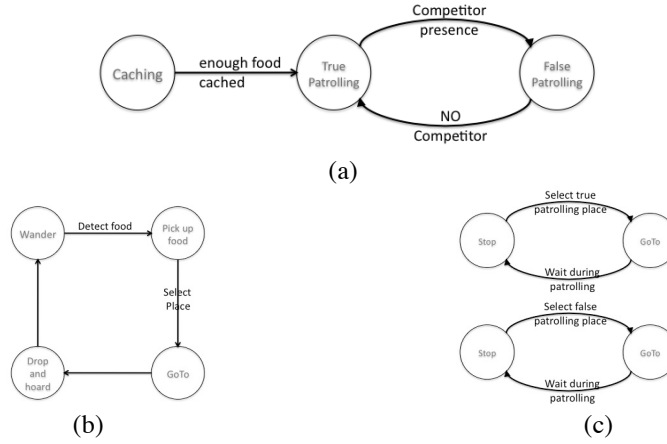 Competitor
presence
enough food
cached
Caching
True
Patrolling
False
Patrolling
NO
Competitor
(a)
Wander
Detect food
Pick up
food
Select
Place
Drop
and
hoard
GoTo
(b)
Select true
patrolling place
Stop
GoTo
Wait during
patrolling
Select false
patrolling place
Stop
GoTo
Wait during
patrolling
(c)